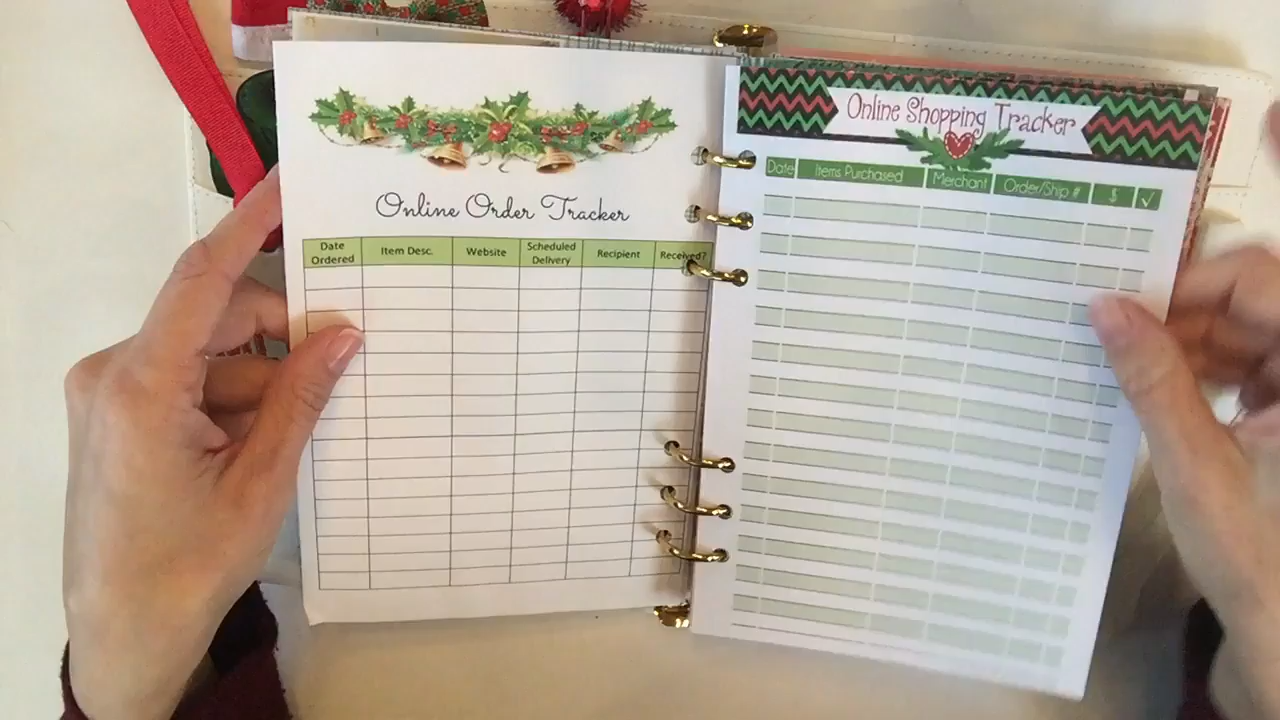 Online Order Tracker
Date Ordered Item Desc. Website Scheduled Delivery Recipient Received?
Online Shopping Tracker
Date Items Purchased Merchant Order/Ship # $ ✓